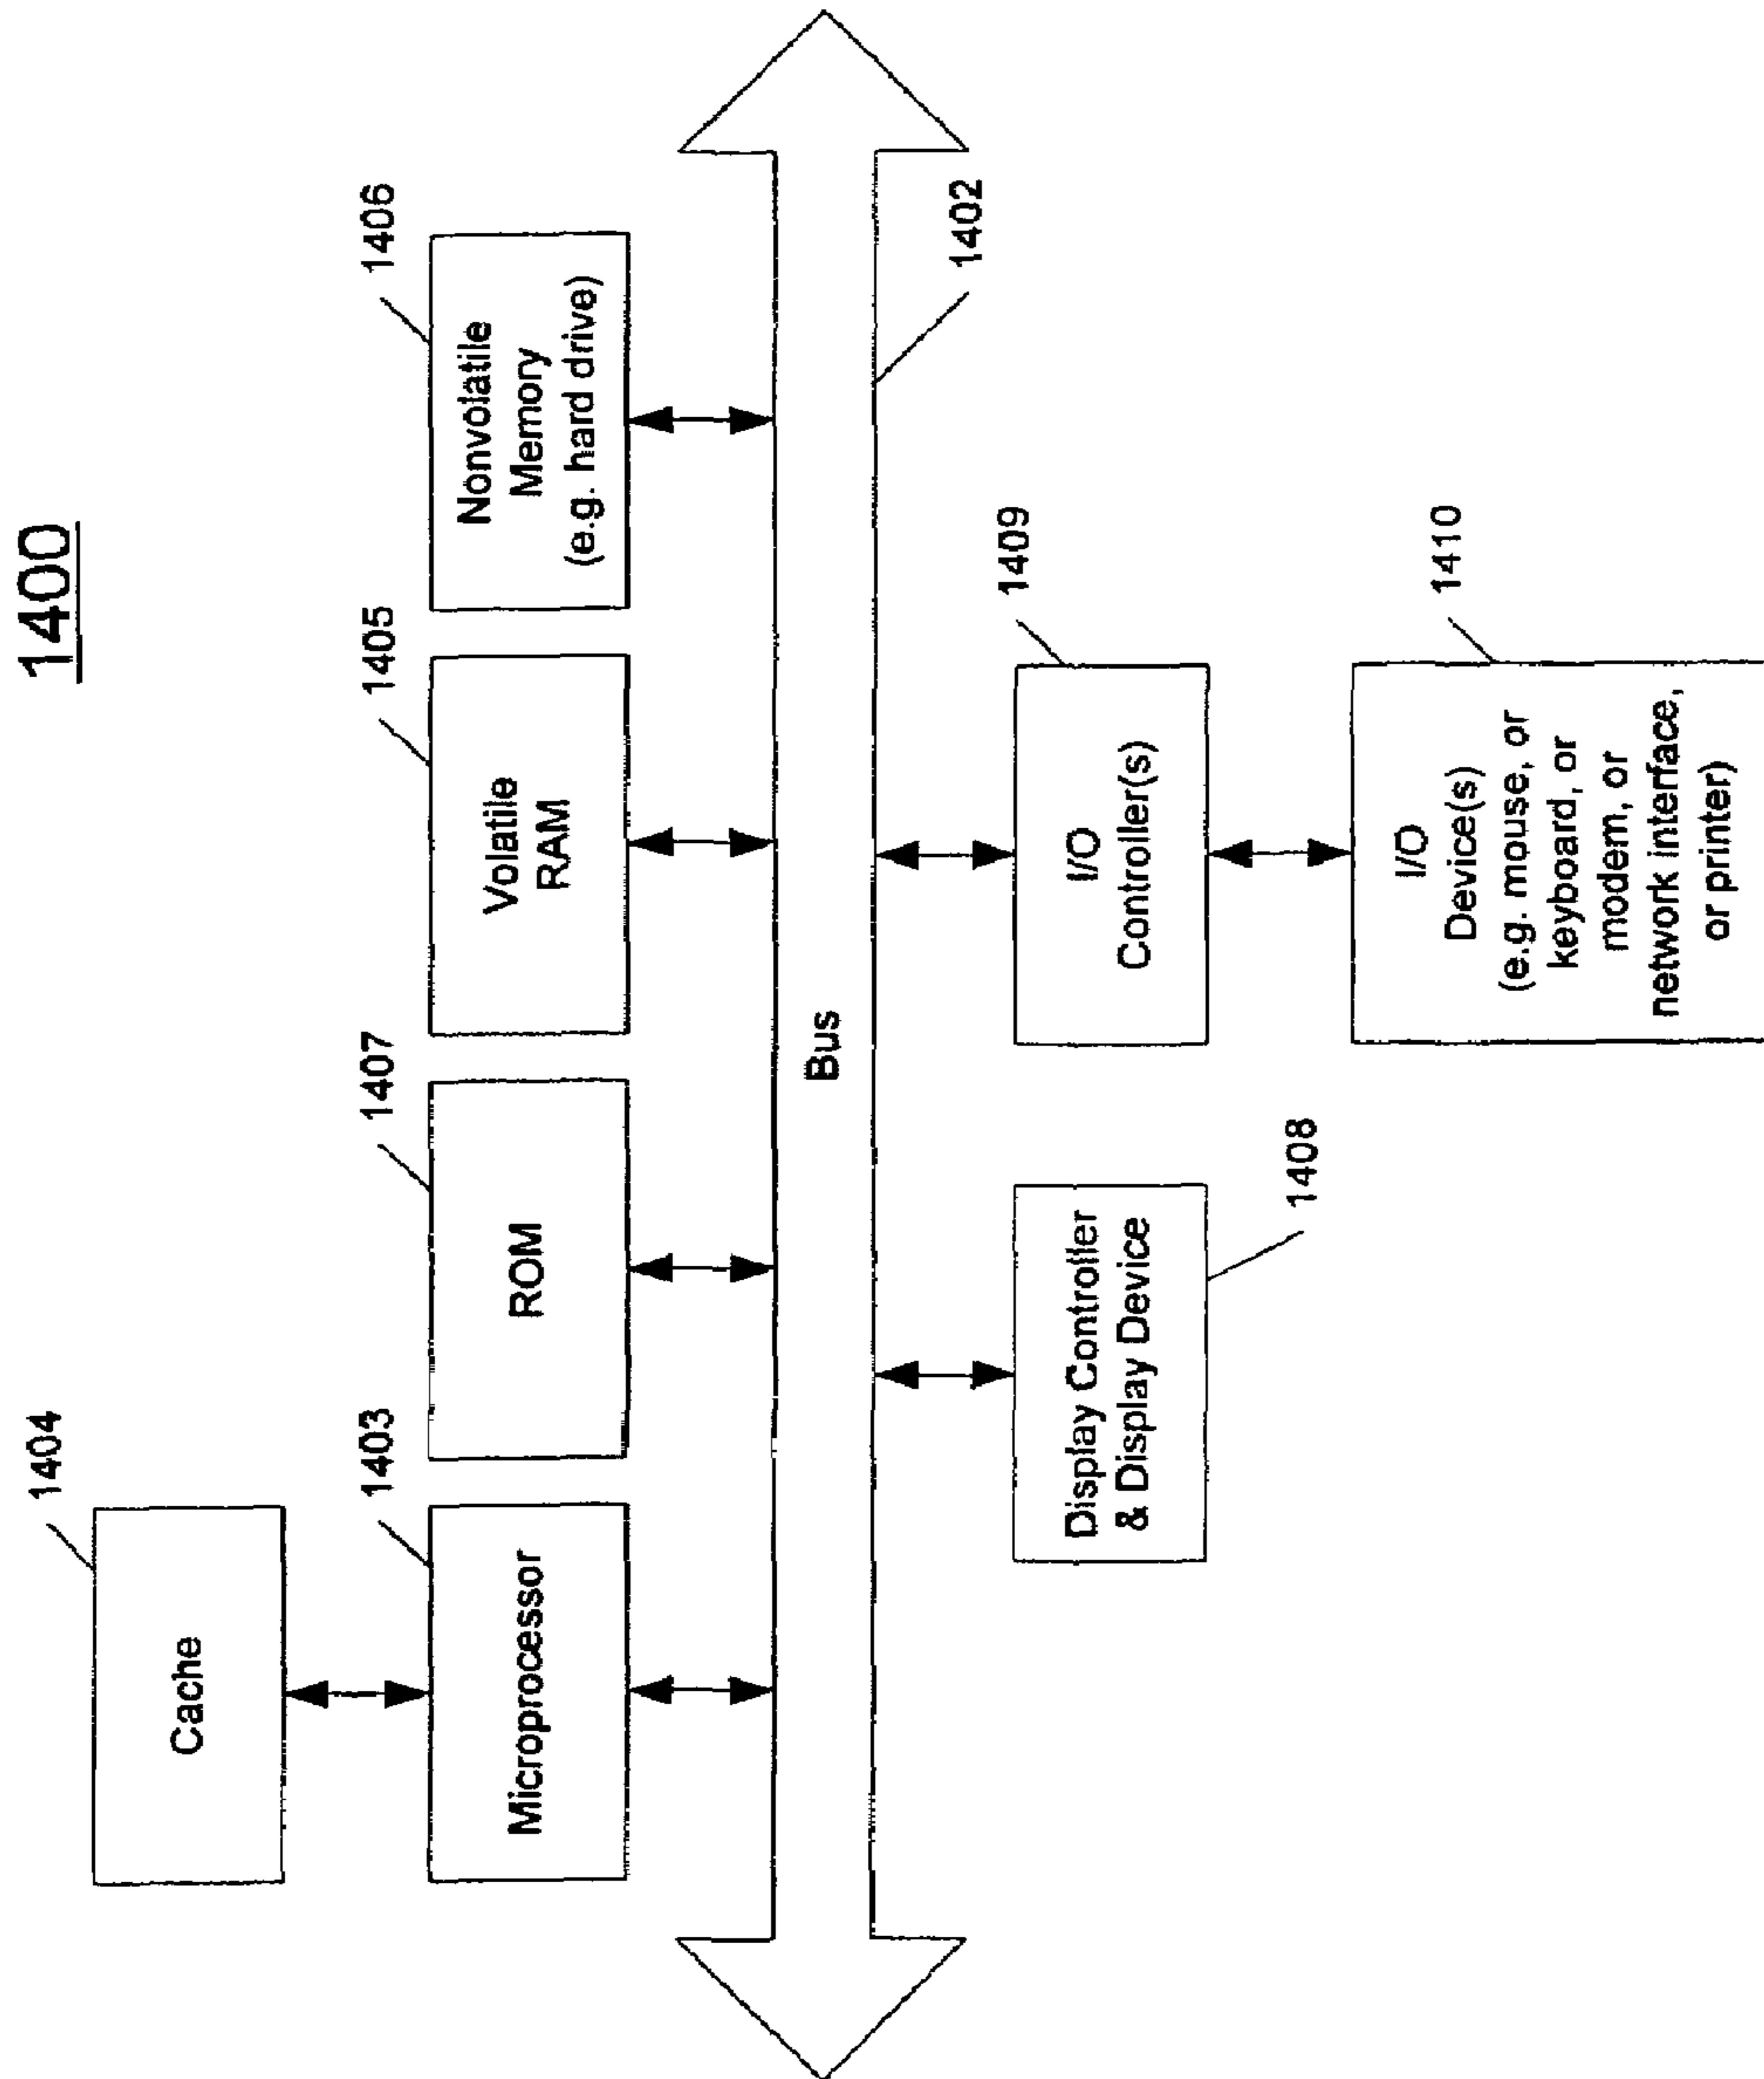 1400
1404
Cache
1403
1407
1405
1406
Microprocessor
ROM
Volatile
RAM
Nonvolatile
Memory
(e.g. hard drive)
Bus
1402
1409
Display Controller
& Display Device
I/O
Controller(s)
1408
1410
I/O
Device(s)
(e.g. mouse, or
keyboard, or
modem, or
network interface,
or printer)